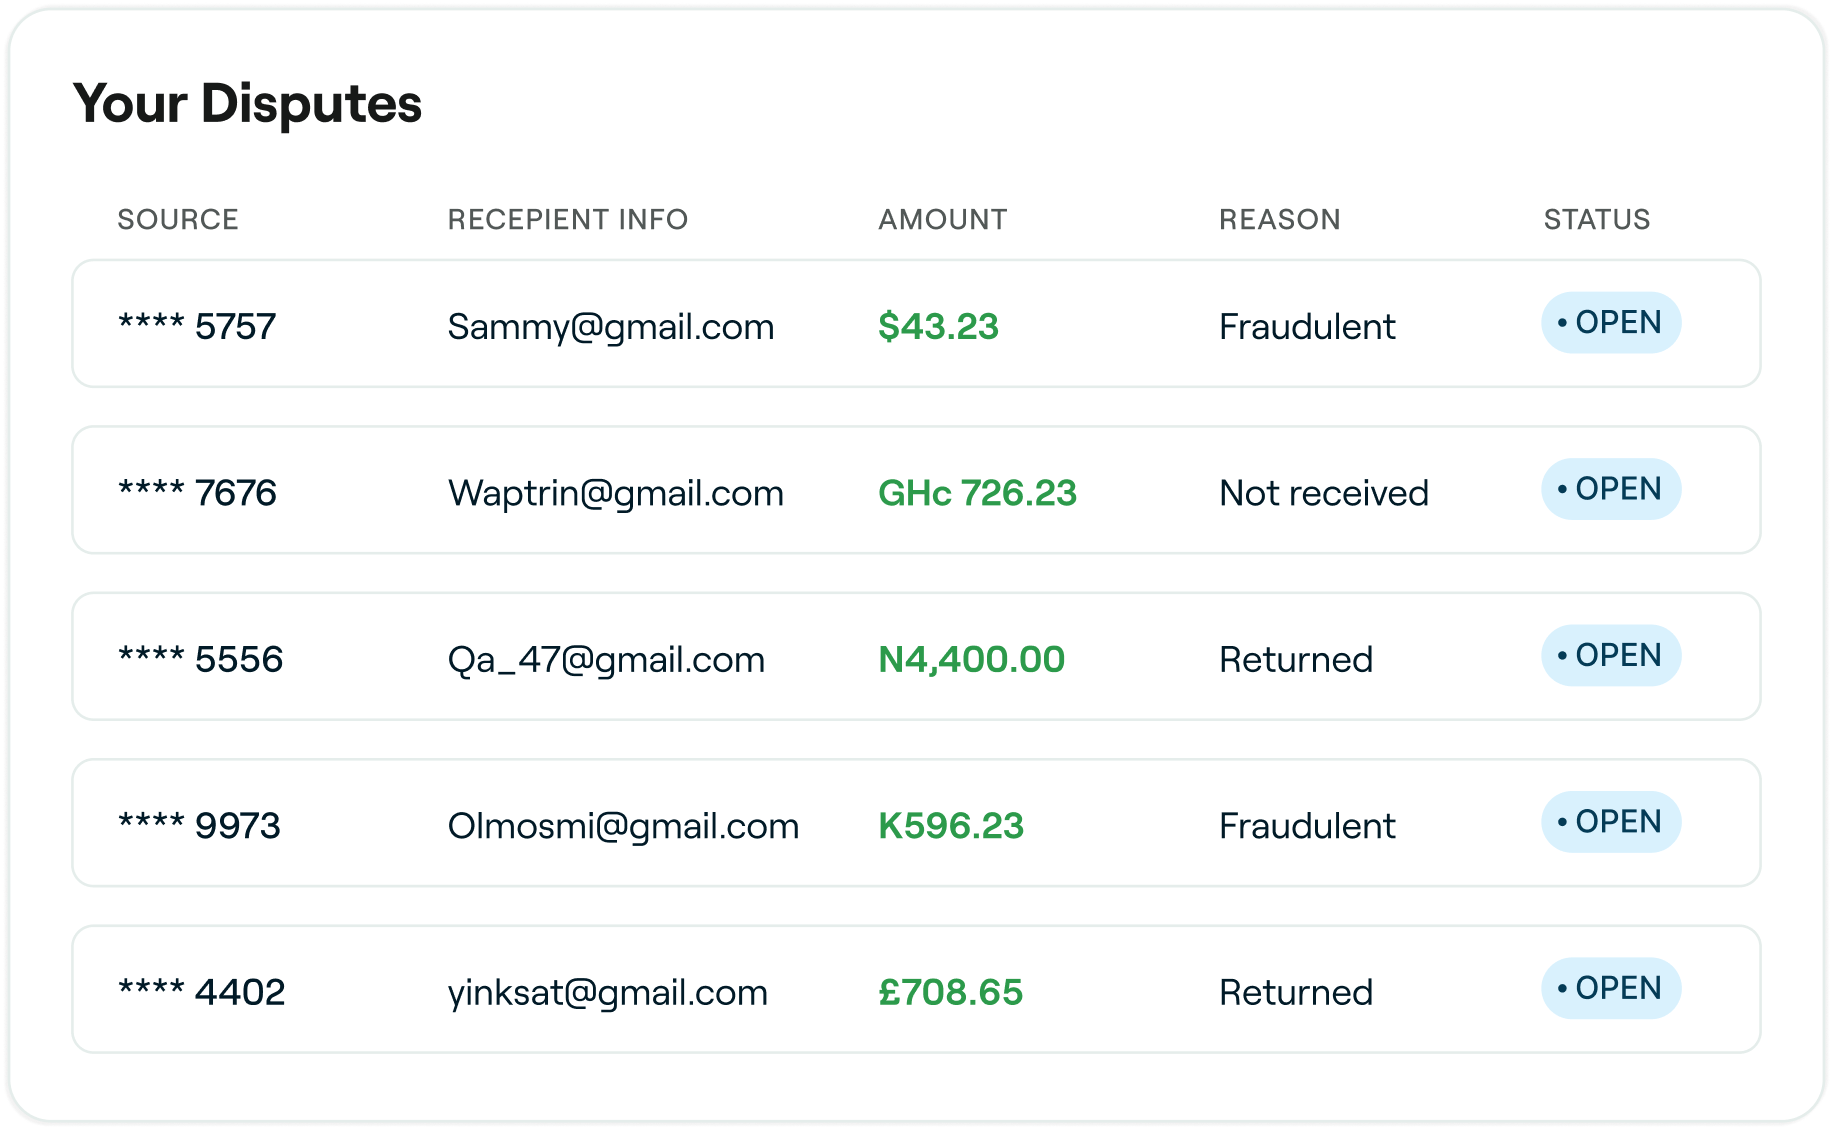 Your Disputes
SOURCE RECEPIENT INFO AMOUNT REASON STATUS
**** 5757 Sammy@gmail.com $43.23 Fraudulent • OPEN
**** 7676 Waptrin@gmail.com GHc 726.23 Not received • OPEN
**** 5556 Qa_47@gmail.com N4,400.00 Returned • OPEN
**** 9973 Olmosmi@gmail.com K596.23 Fraudulent • OPEN
**** 4402 yinksat@gmail.com £708.65 Returned • OPEN